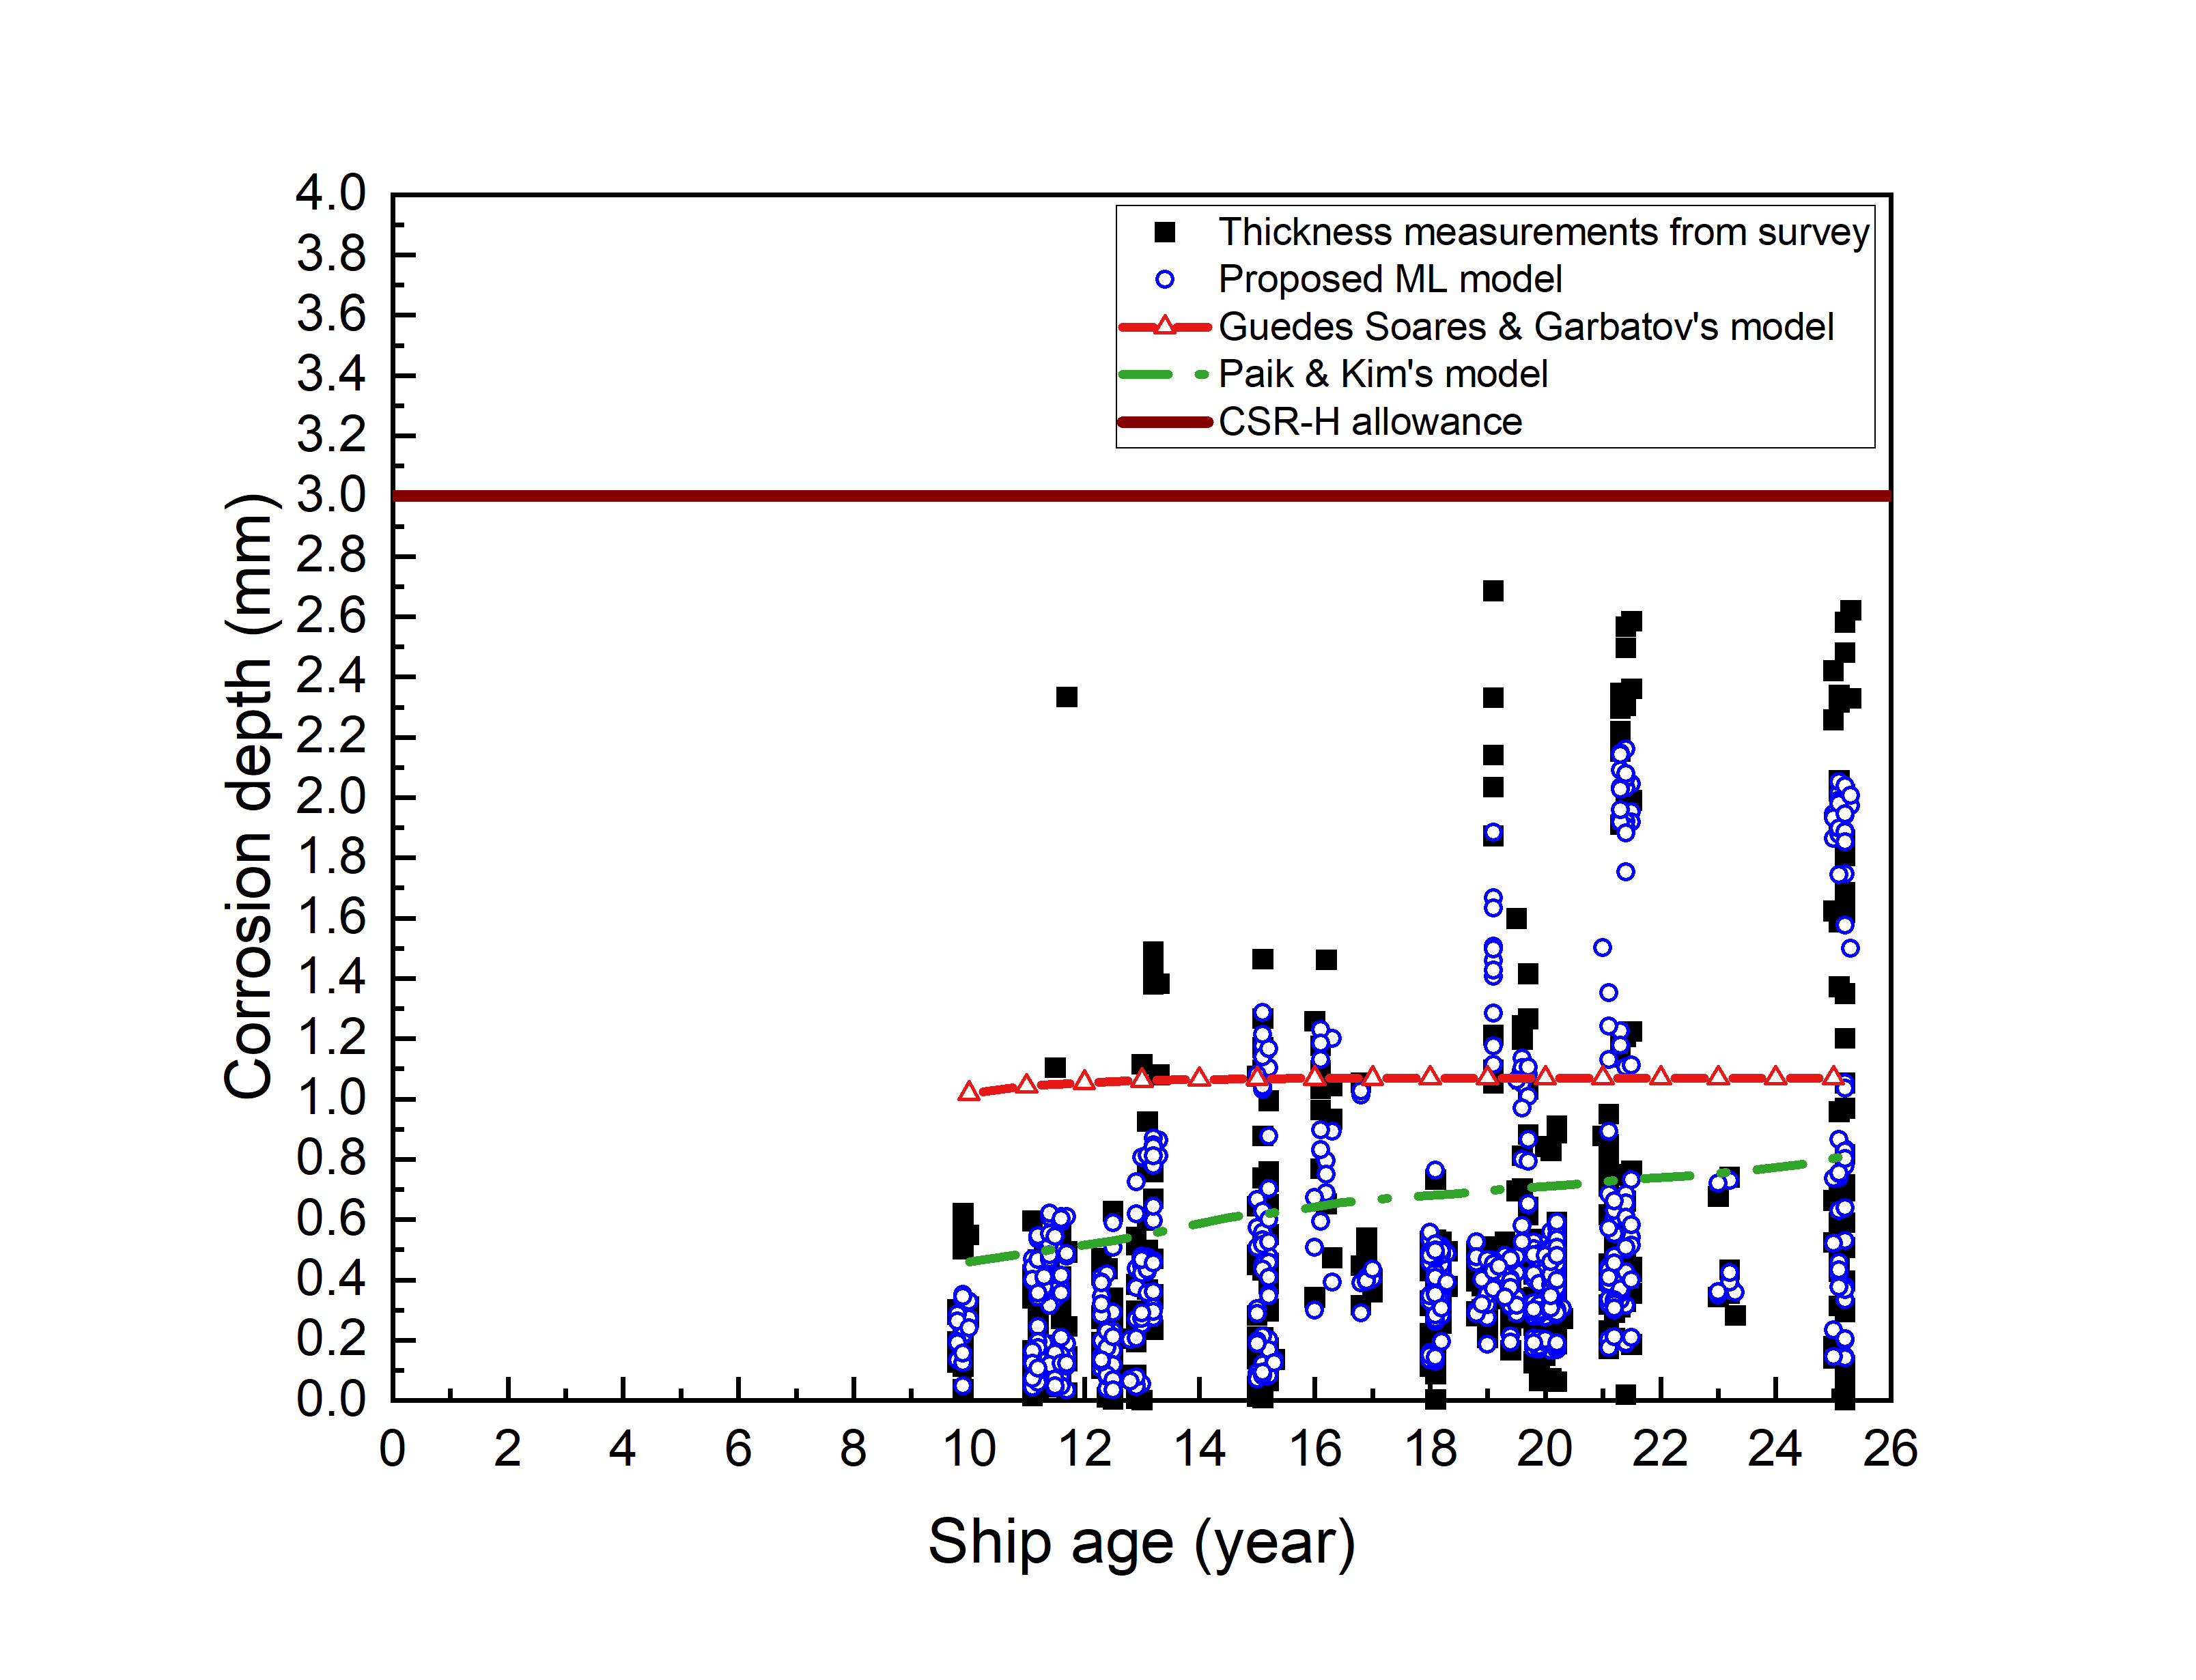 4.0
3.8
3.6
3.4
3.2
3.0
2.8
2.6
2.4
2.2
2.0
1.8
1.6
1.4
1.2
1.0
0.8
0.6
0.4
0.2
0.0
Corrosion depth (mm)
Thickness measurements from survey
Proposed ML model
Guedes Soares & Garbatov's model
Paik & Kim's model
CSR-H allowance
0 2 4 6 8 10 12 14 16 18 20 22 24 26
Ship age (year)